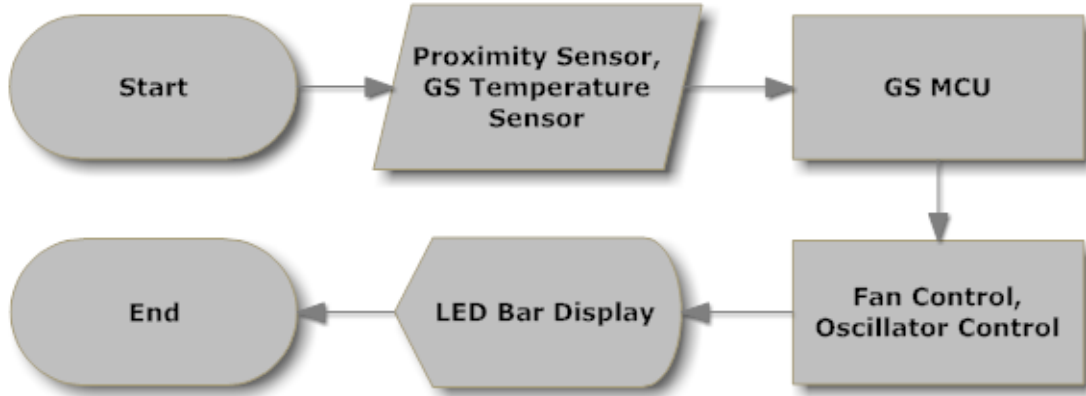 Start
Proximity Sensor,
GS Temperature
Sensor
GS MCU
Fan Control,
Oscillator Control
LED Bar Display
End